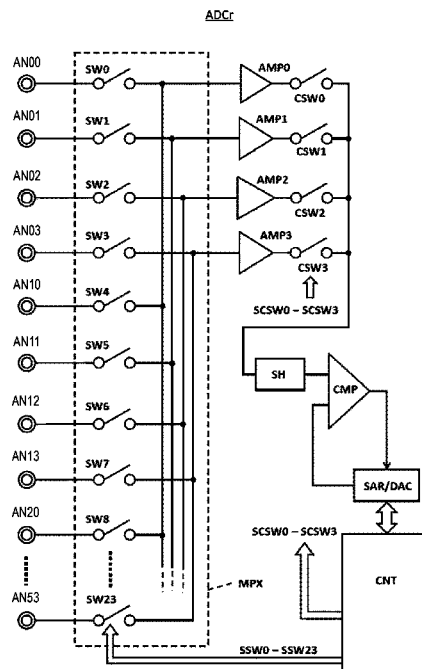 ADCr
AN00
SW0
AMP0
CSW0
AN01
SW1
AMP1
CSW1
AN02
SW2
AMP2
CSW2
AN03
SW3
AMP3
CSW3
AN10
SW4
SCSW0 – SCSW3
AN11
SW5
SH
CMP
AN12
SW6
AN13
SW7
SAR/DAC
AN20
SW8
SCSW0 – SCSW3
MPX
CNT
AN53
SW23
SSW0 – SSW23